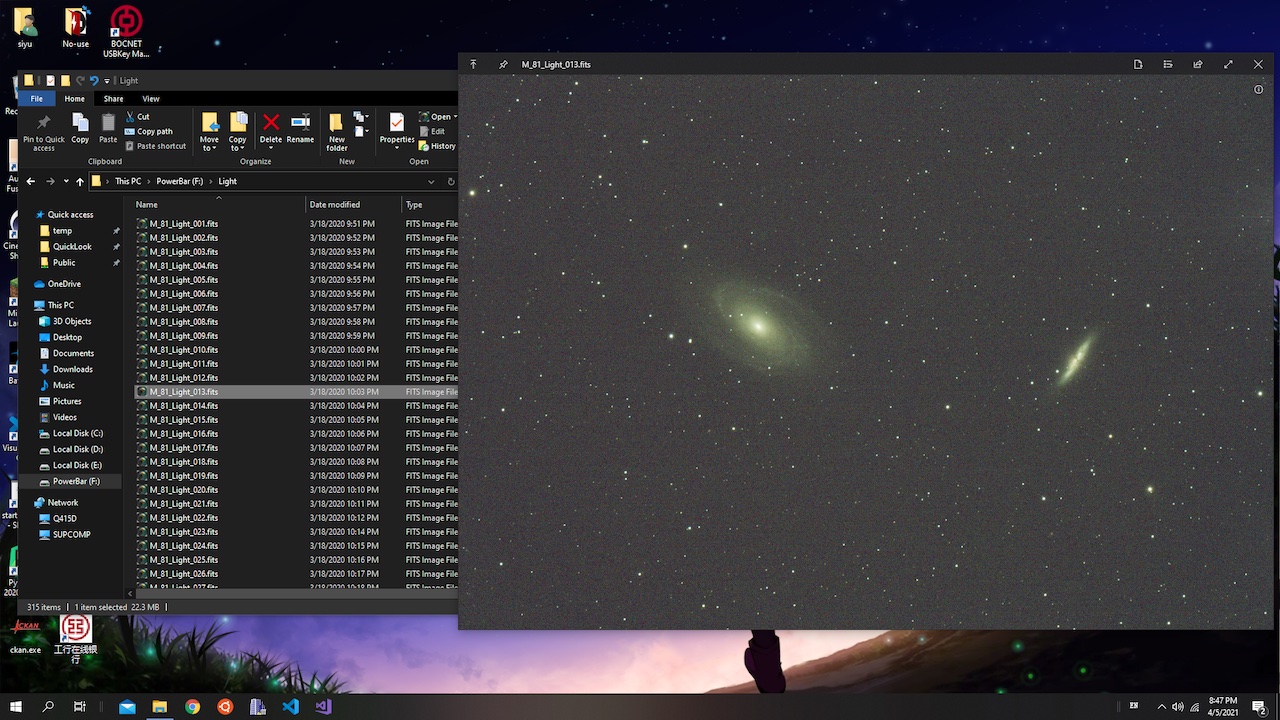 siyu
No-use
BOCNET
USBKey Ma...
M_81_Light_013.fits
Light
File
Home
Share
View
Pin to Quick
access
Copy
Paste
Cut
Copy path
Paste shortcut
Clipboard
Move
to
Copy
to
Delete
Rename
Organize
New
folder
New
Properties
Open
Edit
History
Open
This PC
PowerBar (F:)
Light
Name
Date modified
Type
Quick access
temp
QuickLook
Public
OneDrive
This PC
3D Objects
Desktop
Documents
Downloads
Music
Pictures
Videos
Local Disk (C:)
Local Disk (D:)
Local Disk (E:)
PowerBar (F:)
Network
Q415D
SUPCOMP
M_81_Light_001.fits 3/18/2020 9:51 PM FITS Image File
M_81_Light_002.fits 3/18/2020 9:52 PM FITS Image File
M_81_Light_003.fits 3/18/2020 9:53 PM FITS Image File
M_81_Light_004.fits 3/18/2020 9:54 PM FITS Image File
M_81_Light_005.fits 3/18/2020 9:55 PM FITS Image File
M_81_Light_006.fits 3/18/2020 9:56 PM FITS Image File
M_81_Light_007.fits 3/18/2020 9:57 PM FITS Image File
M_81_Light_008.fits 3/18/2020 9:58 PM FITS Image File
M_81_Light_009.fits 3/18/2020 9:59 PM FITS Image File
M_81_Light_010.fits 3/18/2020 10:00 PM FITS Image File
M_81_Light_011.fits 3/18/2020 10:01 PM FITS Image File
M_81_Light_012.fits 3/18/2020 10:02 PM FITS Image File
M_81_Light_013.fits 3/18/2020 10:03 PM FITS Image File
M_81_Light_014.fits 3/18/2020 10:04 PM FITS Image File
M_81_Light_015.fits 3/18/2020 10:05 PM FITS Image File
M_81_Light_016.fits 3/18/2020 10:06 PM FITS Image File
M_81_Light_017.fits 3/18/2020 10:07 PM FITS Image File
M_81_Light_018.fits 3/18/2020 10:08 PM FITS Image File
M_81_Light_019.fits 3/18/2020 10:09 PM FITS Image File
M_81_Light_020.fits 3/18/2020 10:10 PM FITS Image File
M_81_Light_021.fits 3/18/2020 10:11 PM FITS Image File
M_81_Light_022.fits 3/18/2020 10:12 PM FITS Image File
M_81_Light_023.fits 3/18/2020 10:14 PM FITS Image File
M_81_Light_024.fits 3/18/2020 10:15 PM FITS Image File
M_81_Light_025.fits 3/18/2020 10:16 PM FITS Image File
M_81_Light_026.fits 3/18/2020 10:17 PM FITS Image File
M_81_Light_027.fits 3/18/2020 10:18 PM FITS Image File
315 items
1 item selected 22.3 MB
CKAN
ckan.exe
工行在线银
行
8:47 PM
4/5/2021
2